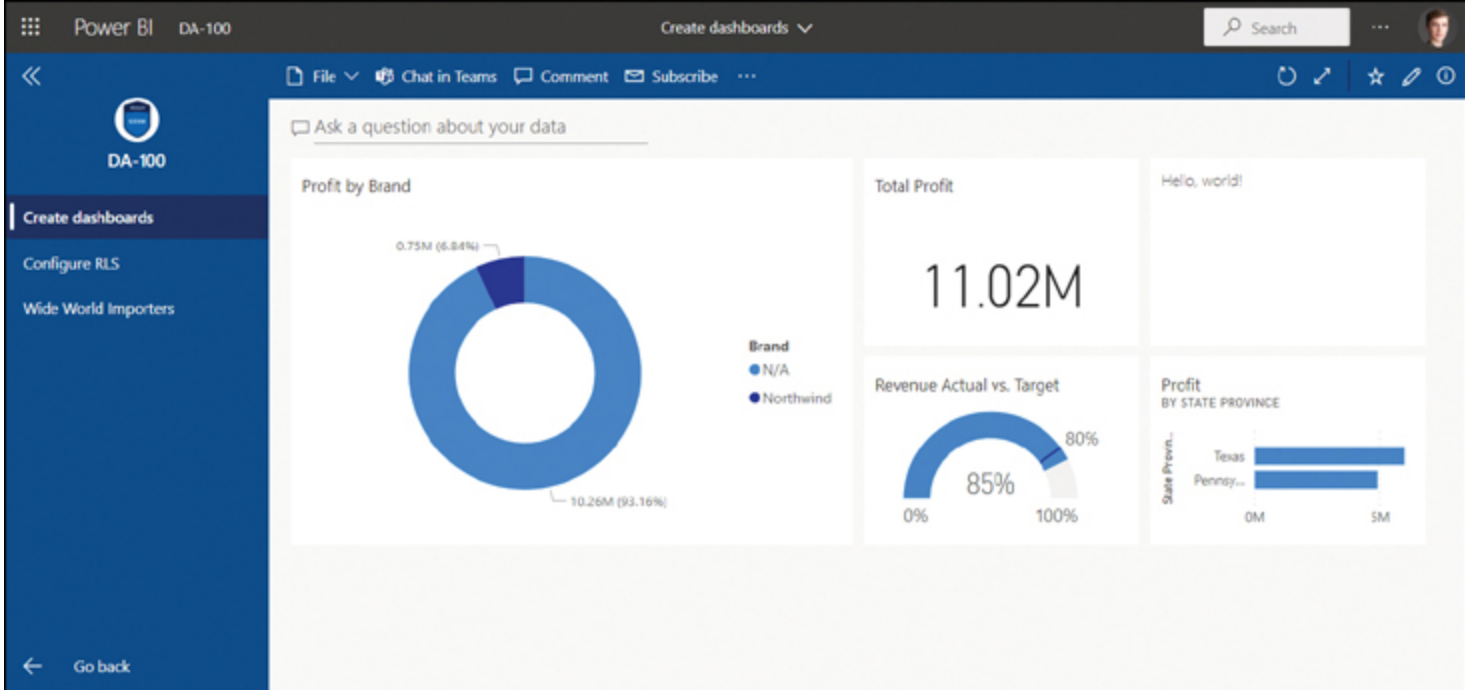 Power BI DA-100
Create dashboards
Search
File
Chat in Teams
Comment
Subscribe
DA-100
Create dashboards
Configure RLS
Wide World Importers
Go back
Ask a question about your data
Profit by Brand
0.75M (6.84%)
10.26M (93.16%)
Brand
N/A
Northwind
Total Profit
11.02M
Hello, world!
Revenue Actual vs. Target
80%
85%
0% 100%
Profit
BY STATE PROVINCE
State Provin...
Texas
Pennsy...
0M 5M